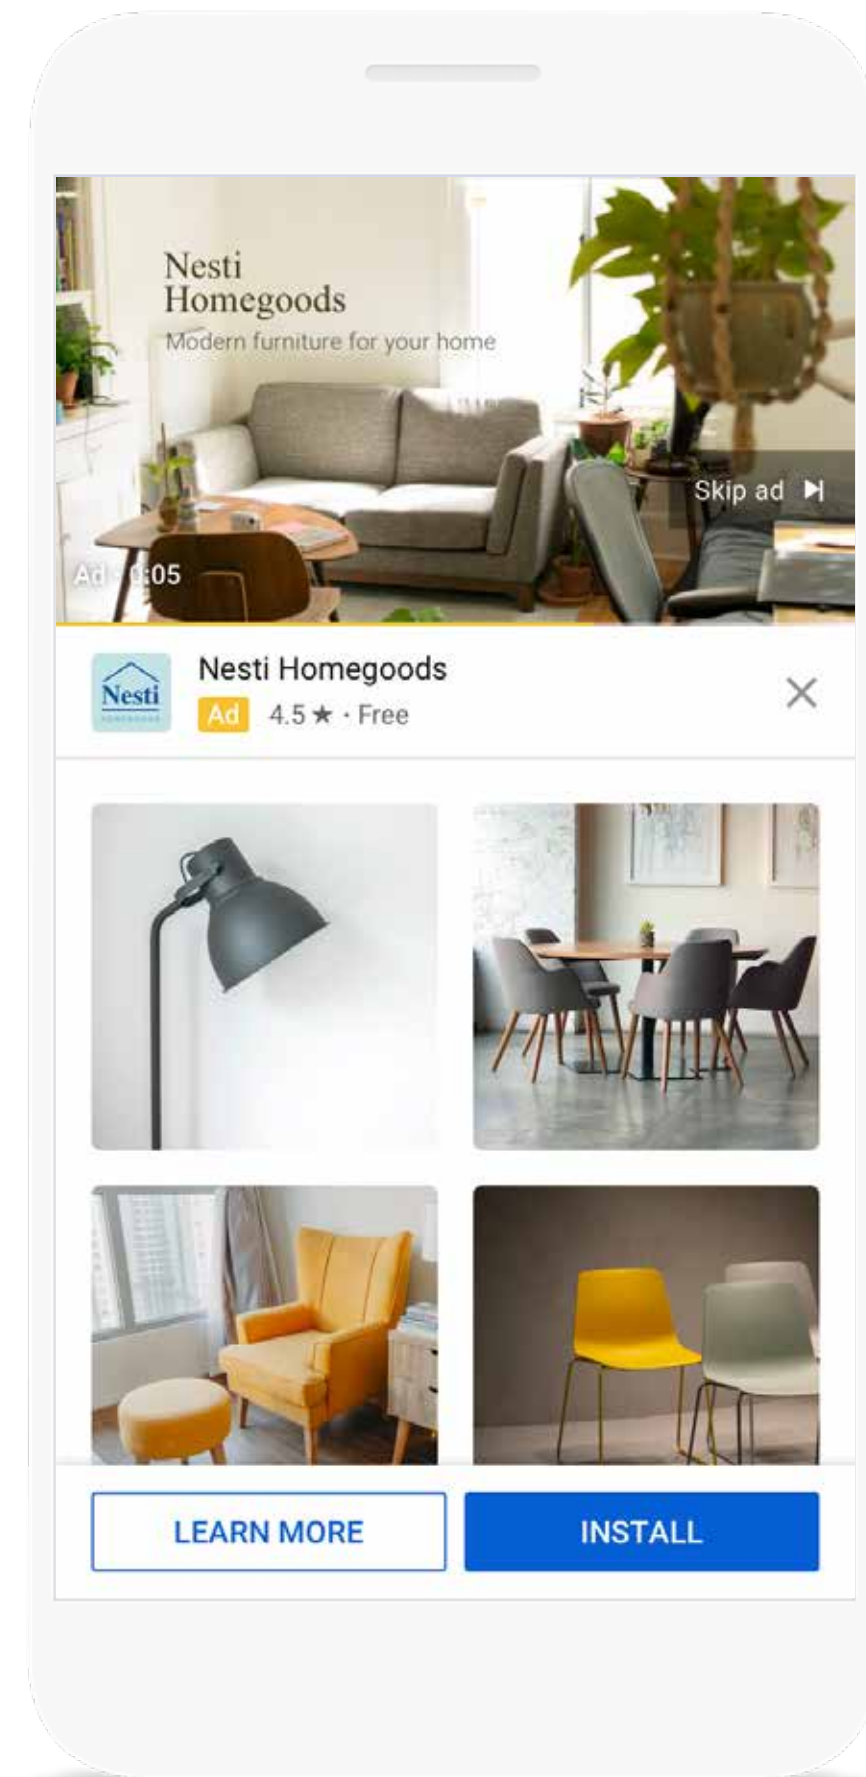 Nesti
Homegoods
Modern furniture for your home
Skip ad
Ad · 0:05
Nesti Homegoods
Nesti
Ad 4.5 ★ · Free
LEARN MORE
INSTALL